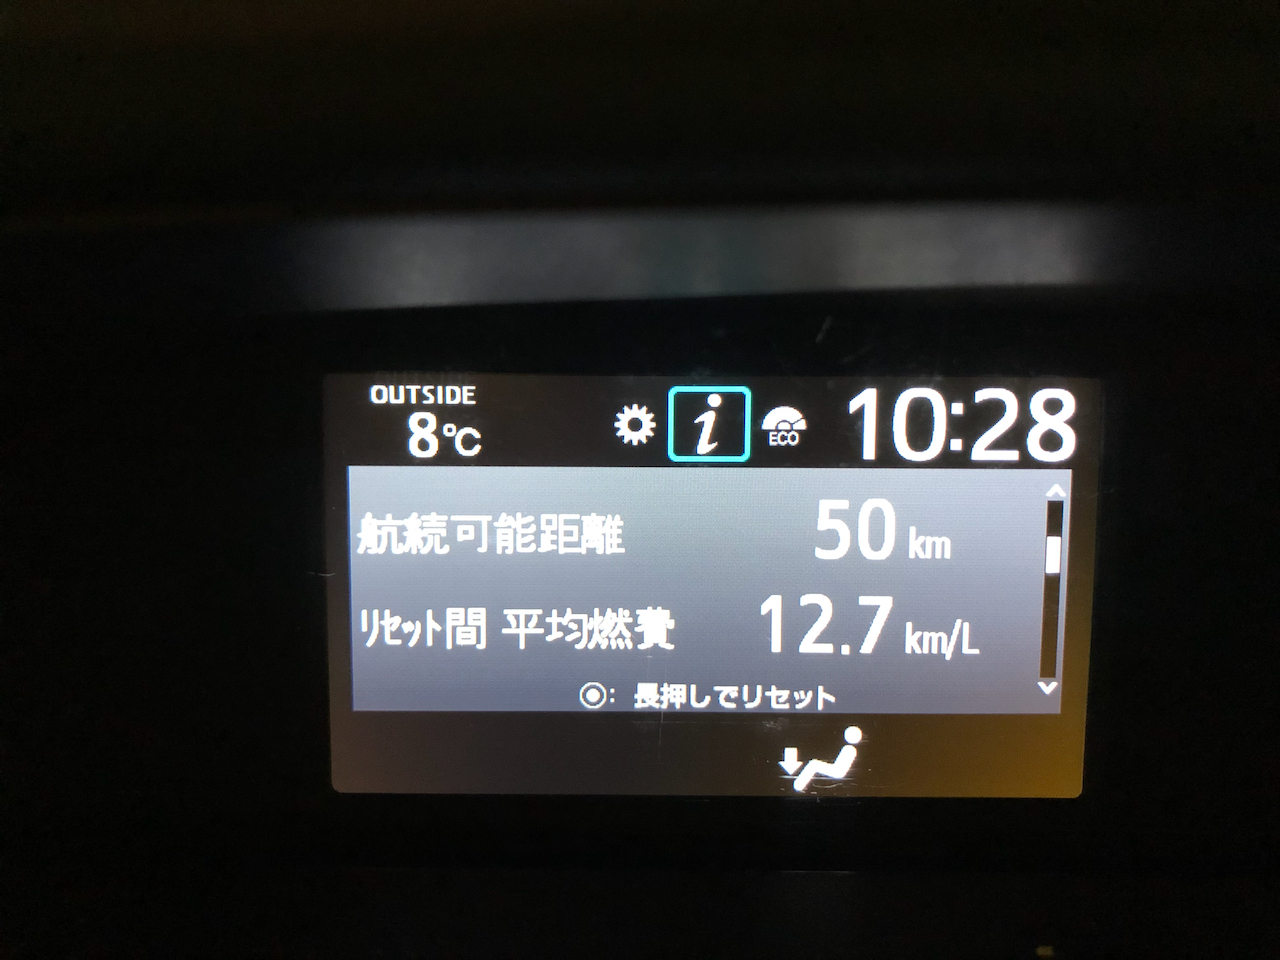 OUTSIDE
8℃
i
ECO
10:28
航続可能距離 50 km
リセット間 平均燃費 12.7 km/L
◉: 長押しでリセット